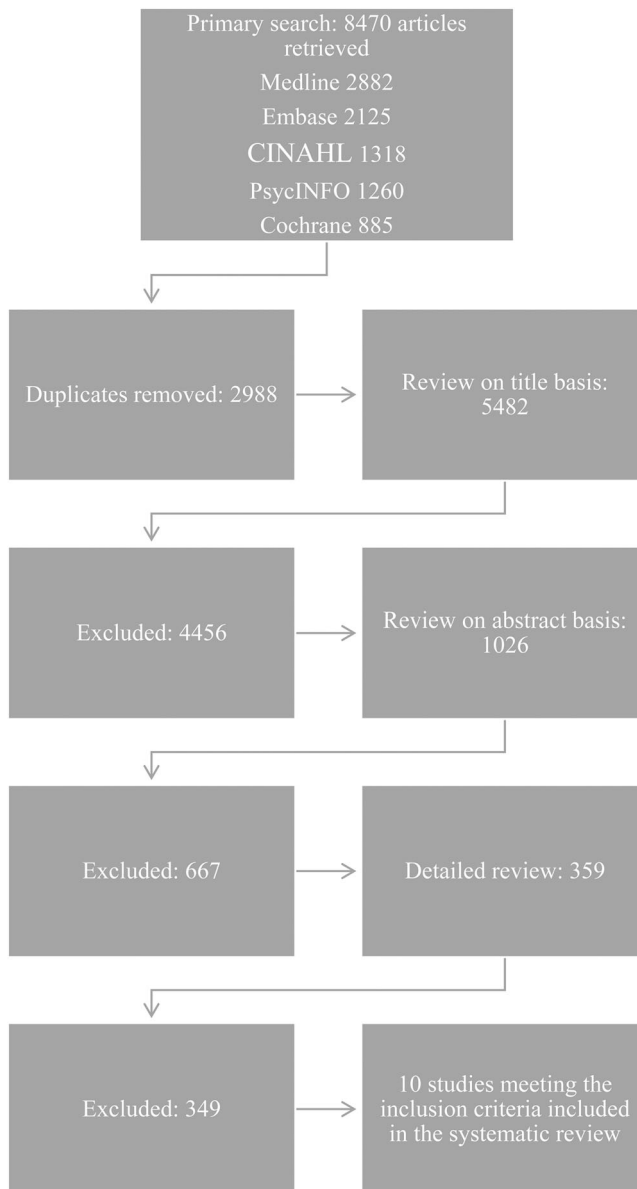 Primary search: 8470 articles
retrieved
Medline 2882
Embase 2125
CINAHL 1318
PsycINFO 1260
Cochrane 885
Duplicates removed: 2988
Review on title basis:
5482
Excluded: 4456
Review on abstract basis:
1026
Excluded: 667
Detailed review: 359
Excluded: 349
10 studies meeting the
inclusion criteria included
in the systematic review